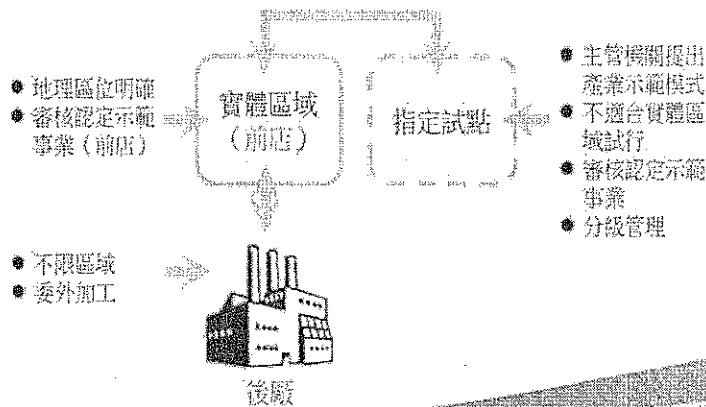 ● 地理區位明確
● 審核認定示範
事業（前店）
實體區域
（前店）
指定試點
● 主管機關提出
產業示範模式
● 不適合實體區
域試行
● 審核認定示範
事業
● 分級管理
● 不限區域
● 委外加工
後廠